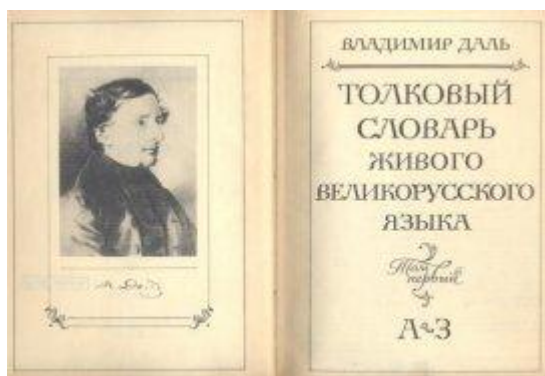 ВЛАДИМИР ДАЛЬ
ТОЛКОВЫЙ
СЛОВАРЬ
ЖИВОГО
ВЕЛИКОРУССКОГО
ЯЗЫКА
Том
первый
А~З